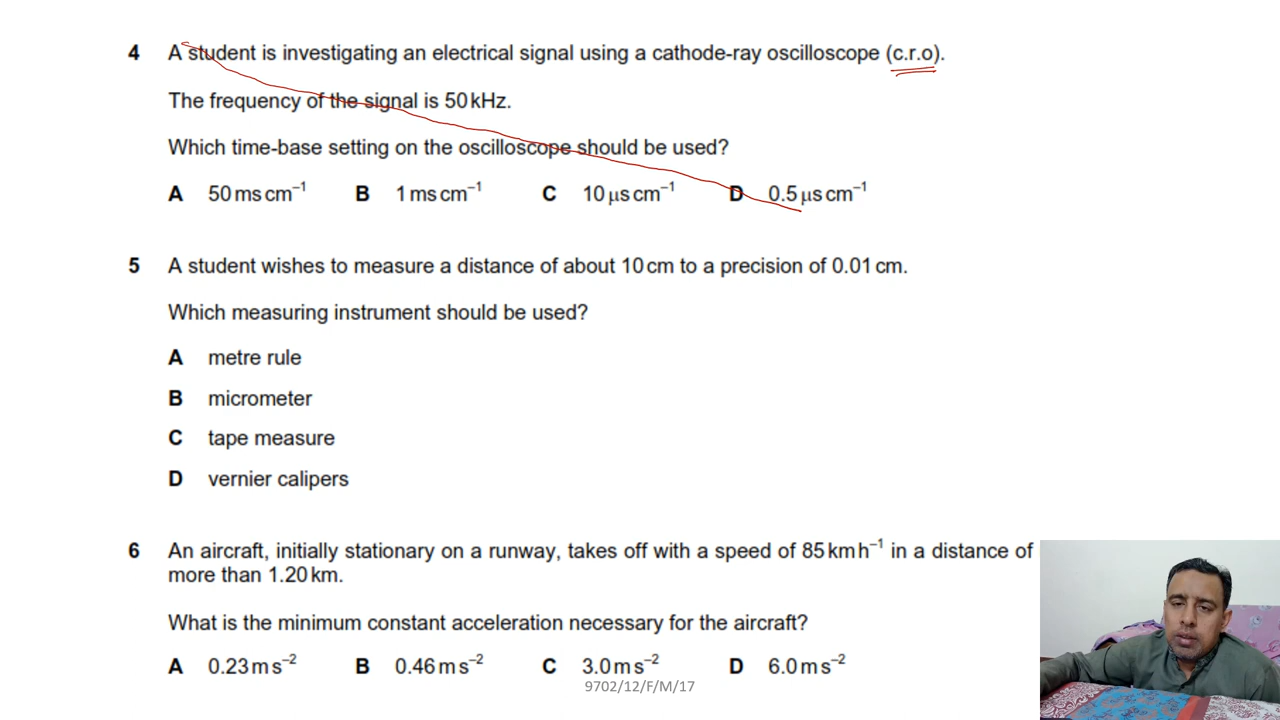 4 A student is investigating an electrical signal using a cathode-ray oscilloscope (c.r.o).
The frequency of the signal is 50 kHz.
Which time-base setting on the oscilloscope should be used?
A 50 ms cm⁻¹ B 1 ms cm⁻¹ C 10 μs cm⁻¹ D 0.5 μs cm⁻¹
5 A student wishes to measure a distance of about 10 cm to a precision of 0.01 cm.
Which measuring instrument should be used?
A metre rule
B micrometer
C tape measure
D vernier calipers
6 An aircraft, initially stationary on a runway, takes off with a speed of 85 km h⁻¹ in a distance of
more than 1.20 km.
What is the minimum constant acceleration necessary for the aircraft?
A 0.23 m s⁻² B 0.46 m s⁻² C 3.0 m s⁻² D 6.0 m s⁻²
9702/12/F/M/17